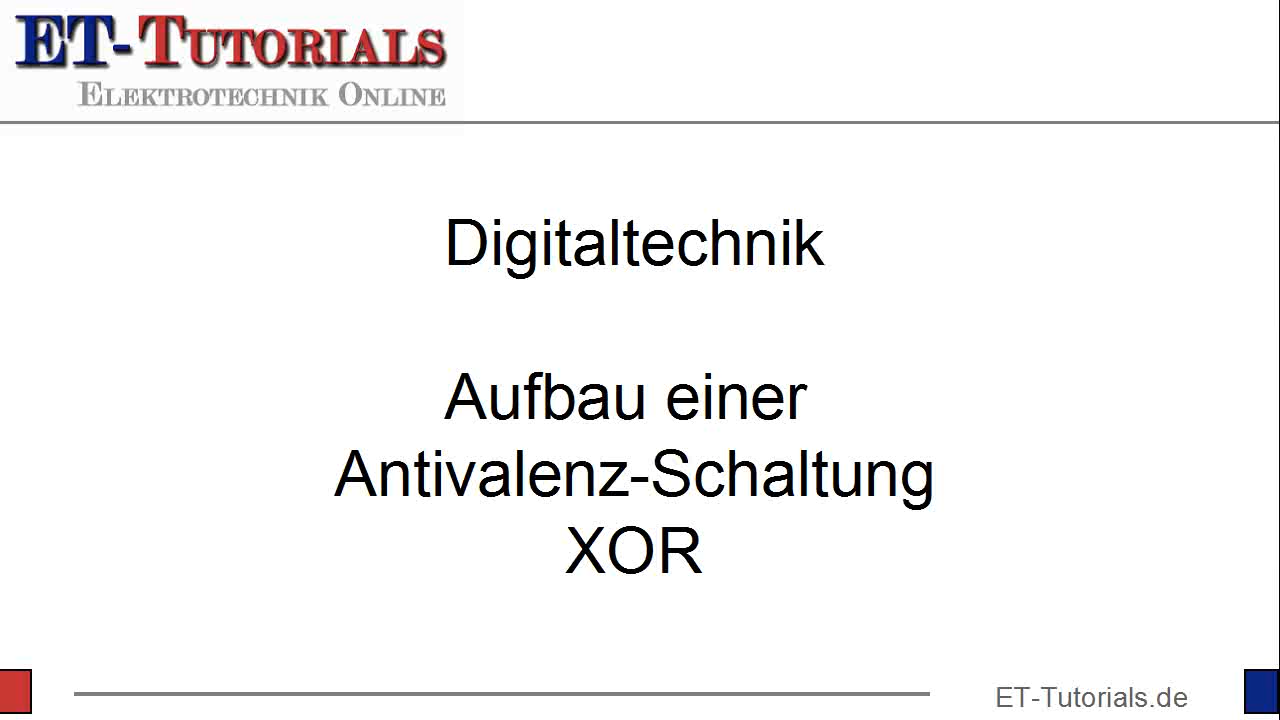 ET-TUTORIALS
ELEKTROTECHNIK ONLINE
Digitaltechnik
Aufbau einer
Antivalenz-Schaltung
XOR
ET-Tutorials.de